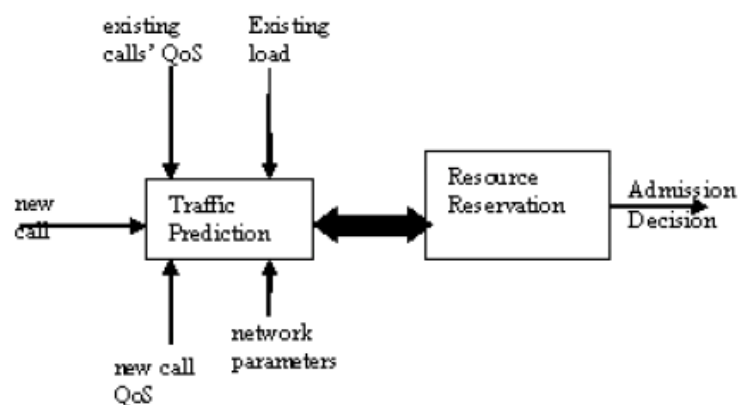 existing
calls' QoS
Existing
load
new
call
Traffic
Prediction
Resource
Reservation
Admission
Decision
new call
QoS
network
parameters